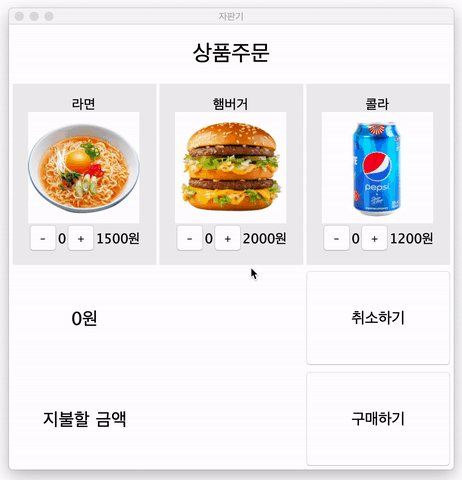 자판기
상품주문
라면
햄버거
콜라
pepsi
- 0 + 1500원
- 0 + 2000원
- 0 + 1200원
0원
취소하기
지불할 금액
구매하기